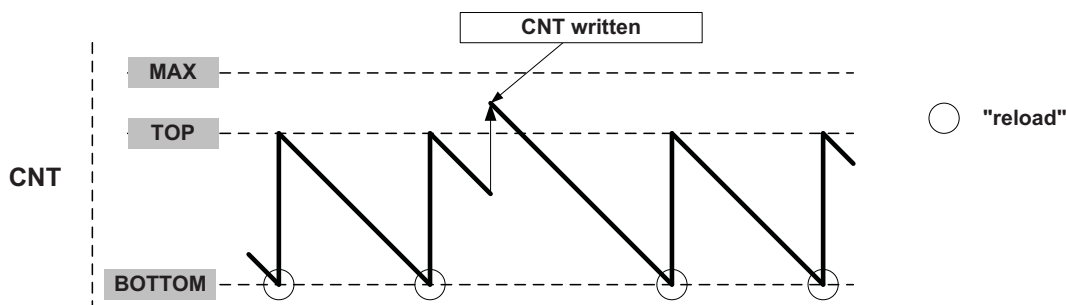 CNT written
MAX
TOP
"reload"
CNT
BOTTOM